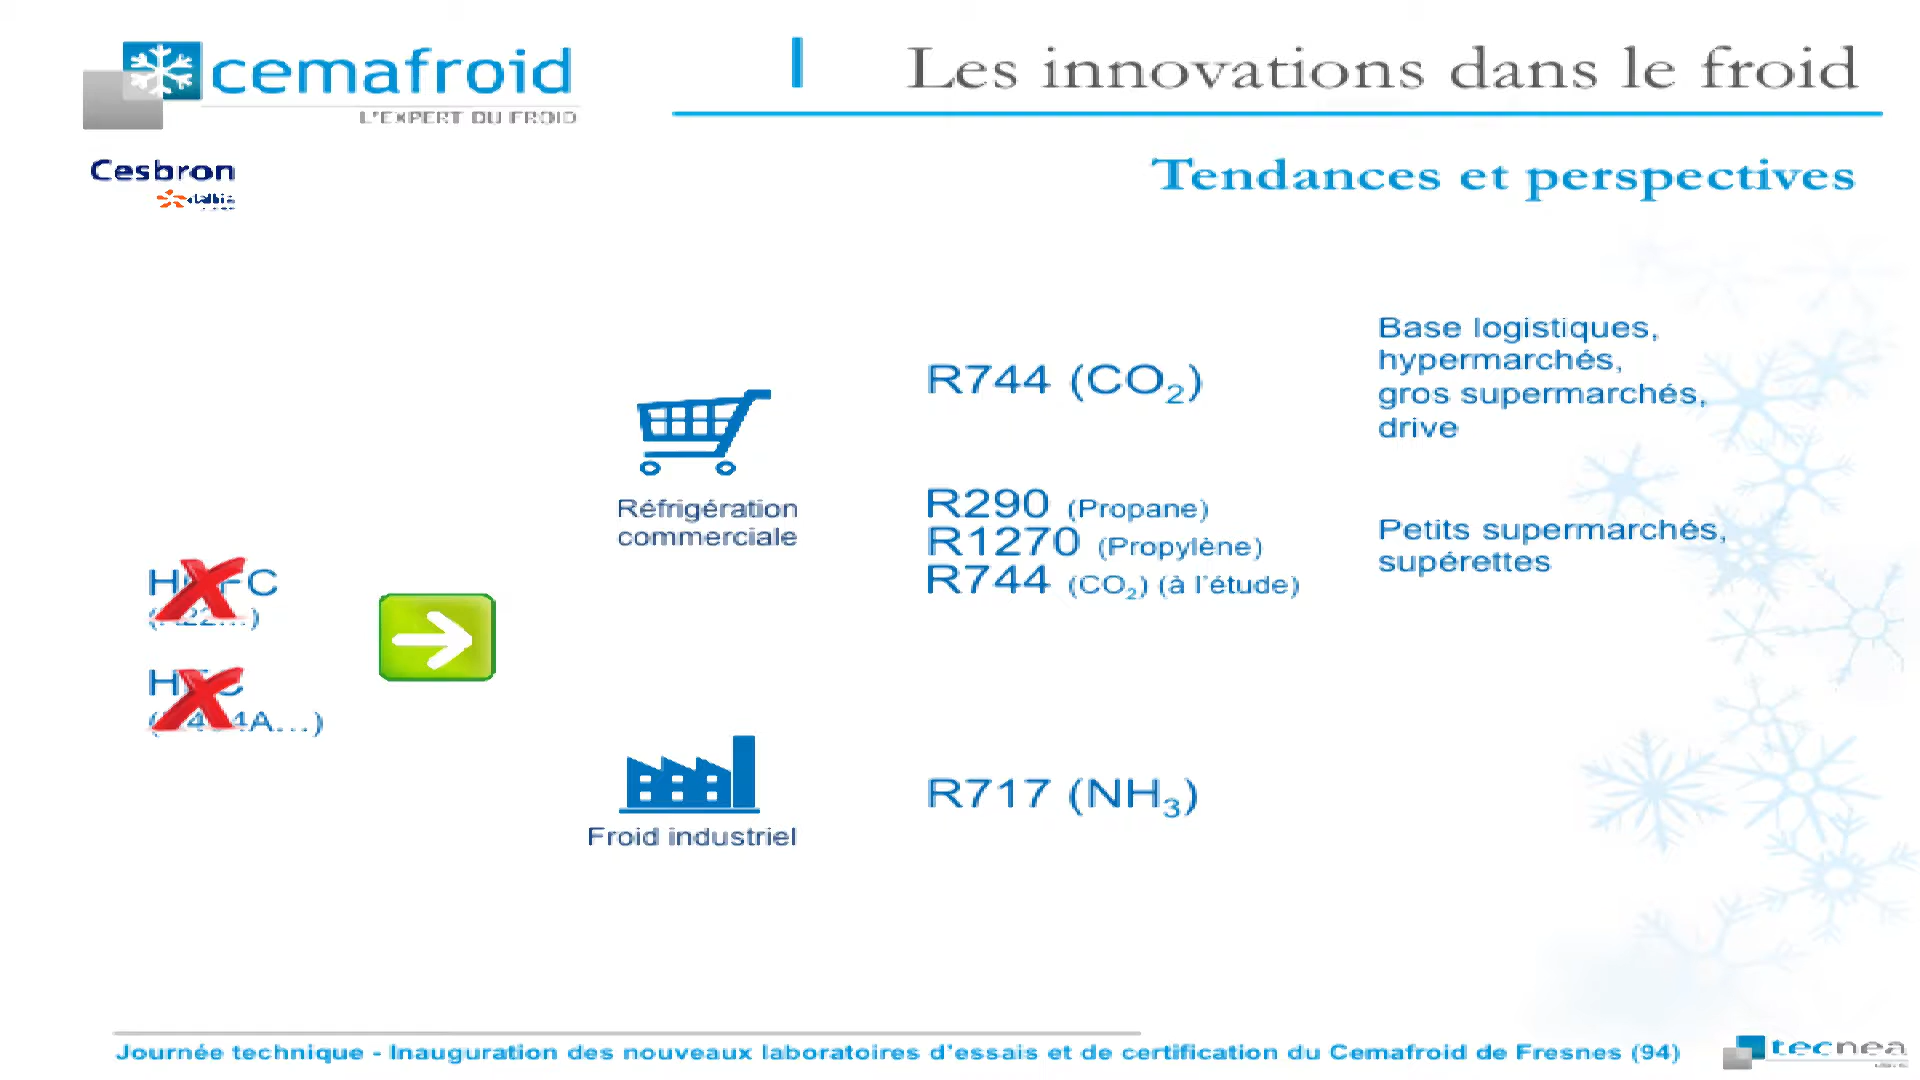 cemafroid
L'EXPERT DU FROID
Les innovations dans le froid
Cesbron
Tendances et perspectives
Base logistiques,
hypermarchés,
gros supermarchés,
drive
R744 (CO₂)
Réfrigération
commerciale
R290 (Propane)
R1270 (Propylène)
R744 (CO₂) (à l'étude)
Petits supermarchés,
supérettes
Froid industriel
R717 (NH₃)
Journée technique - Inauguration des nouveaux laboratoires d'essais et de certification du Cemafroid de Fresnes (94)
tecnea